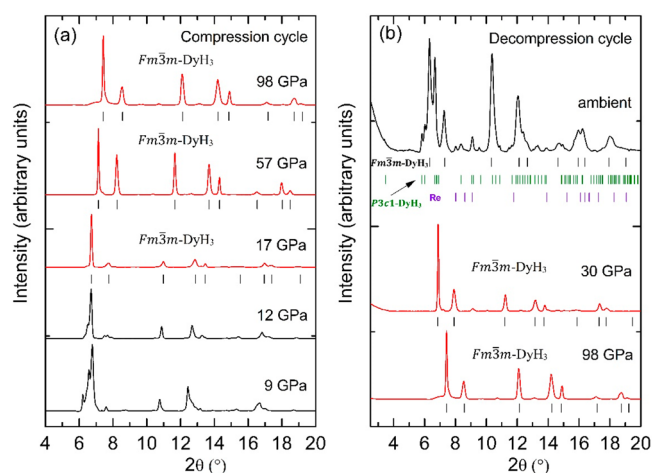 (a)
Compression cycle
Fm3̄m-DyH₃
98 GPa
Fm3̄m-DyH₃
57 GPa
Fm3̄m-DyH₃
17 GPa
12 GPa
9 GPa
Intensity (arbitrary units)
4 6 8 10 12 14 16 18 20
2θ (°)
(b)
Decompression cycle
ambient
Fm3̄m-DyH₃
P3̄c1-DyH₃
Re
Fm3̄m-DyH₃
30 GPa
Fm3̄m-DyH₃
98 GPa
Intensity (arbitrary units)
4 6 8 10 12 14 16 18 20
2θ (°)